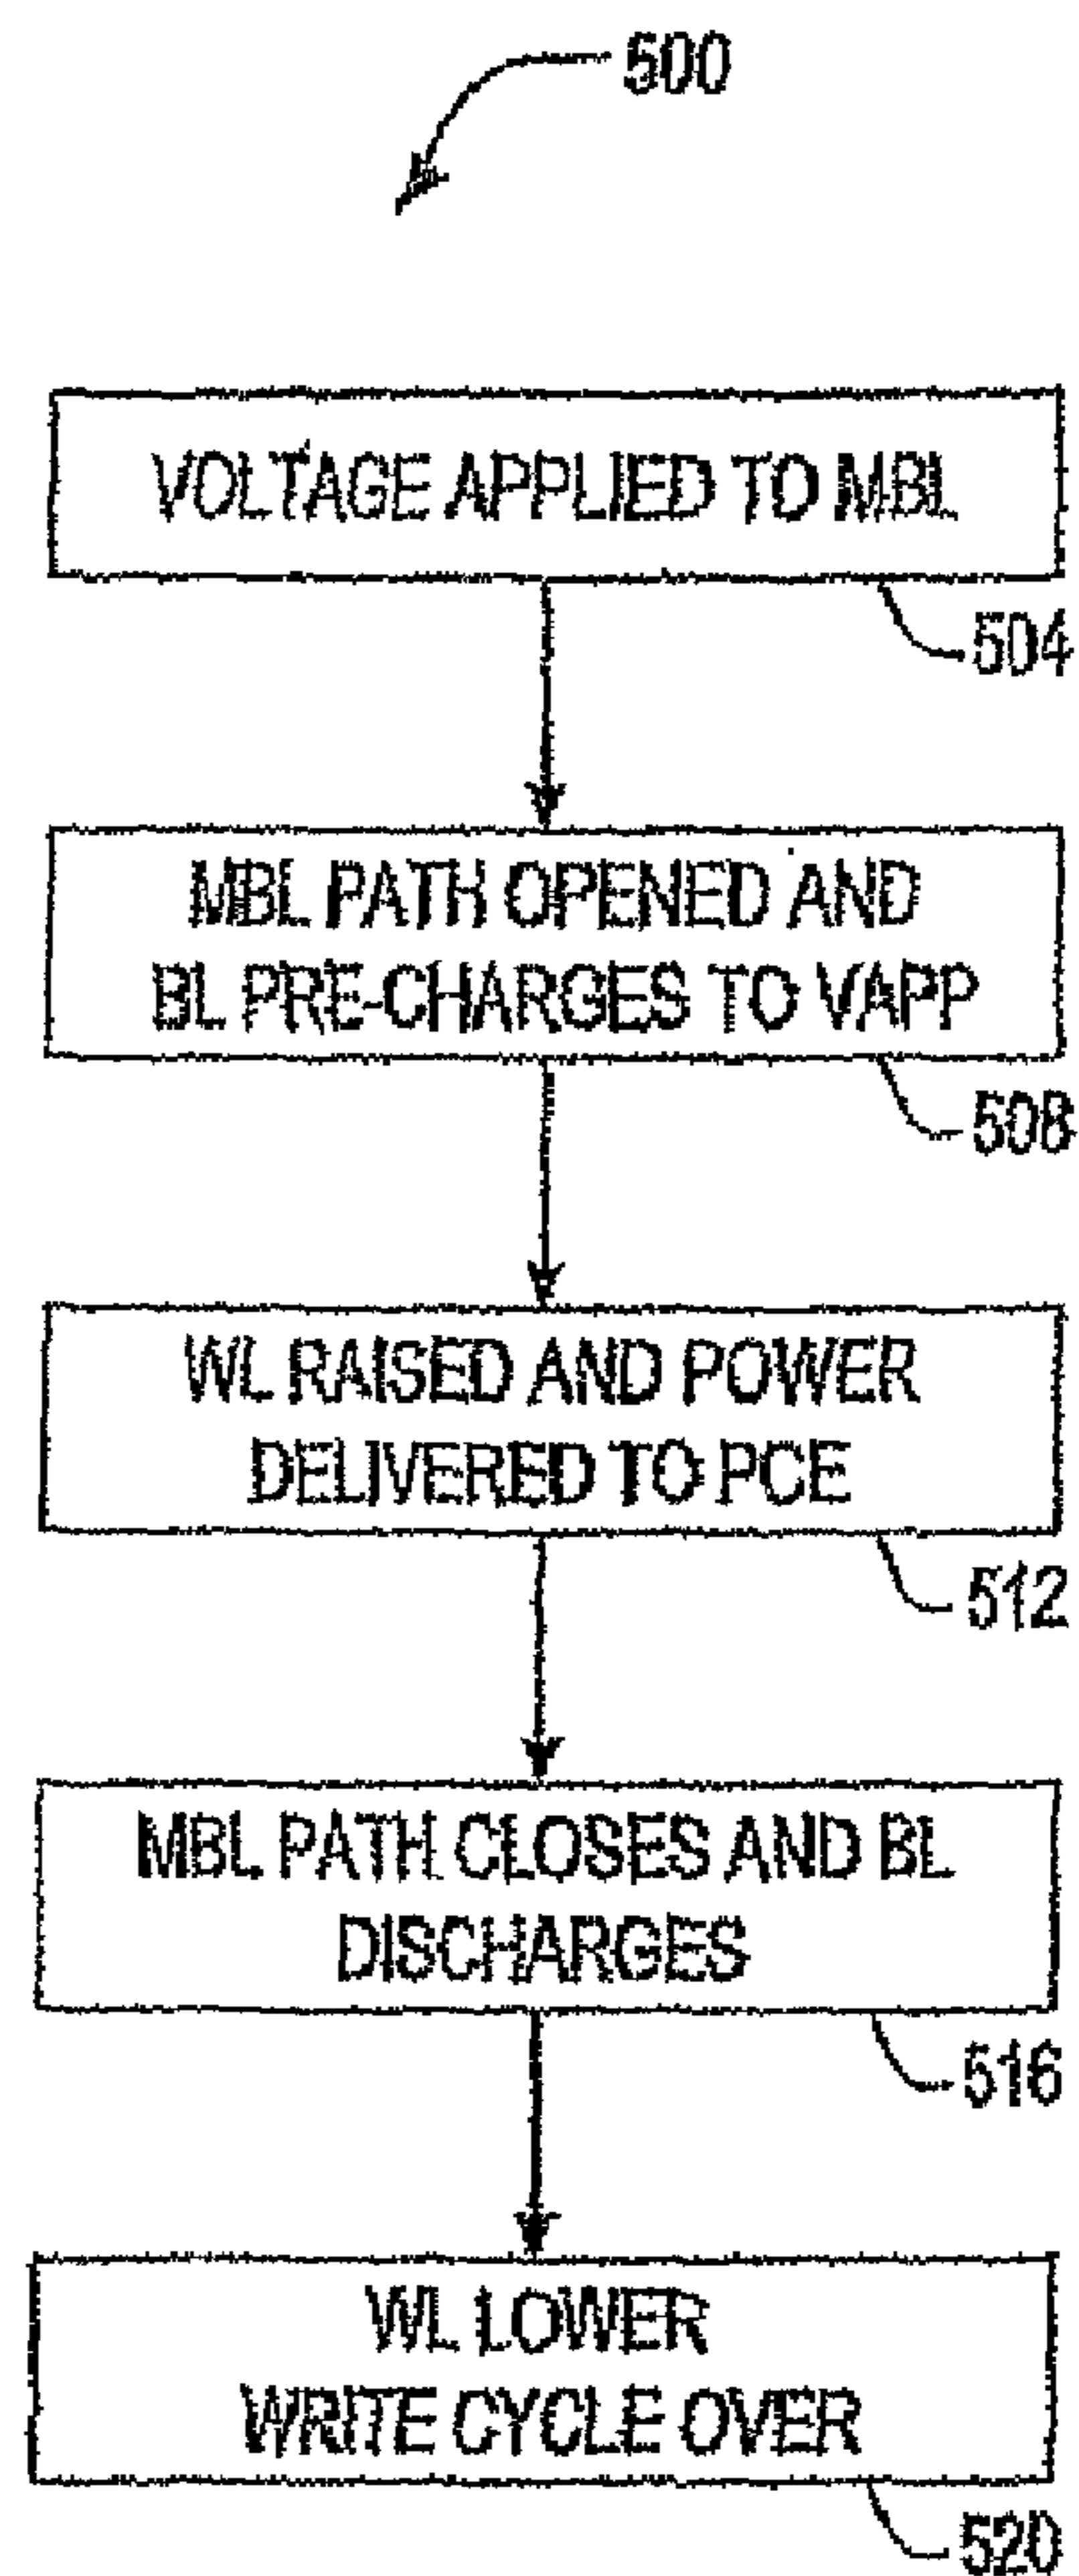 500
VOLTAGE APPLIED TO MBL
504
MBL PATH OPENED AND
BL PRE-CHARGES TO VAPP
508
WL RAISED AND POWER
DELIVERED TO PCE
512
MBL PATH CLOSES AND BL
DISCHARGES
516
WL LOWER
WRITE CYCLE OVER
520